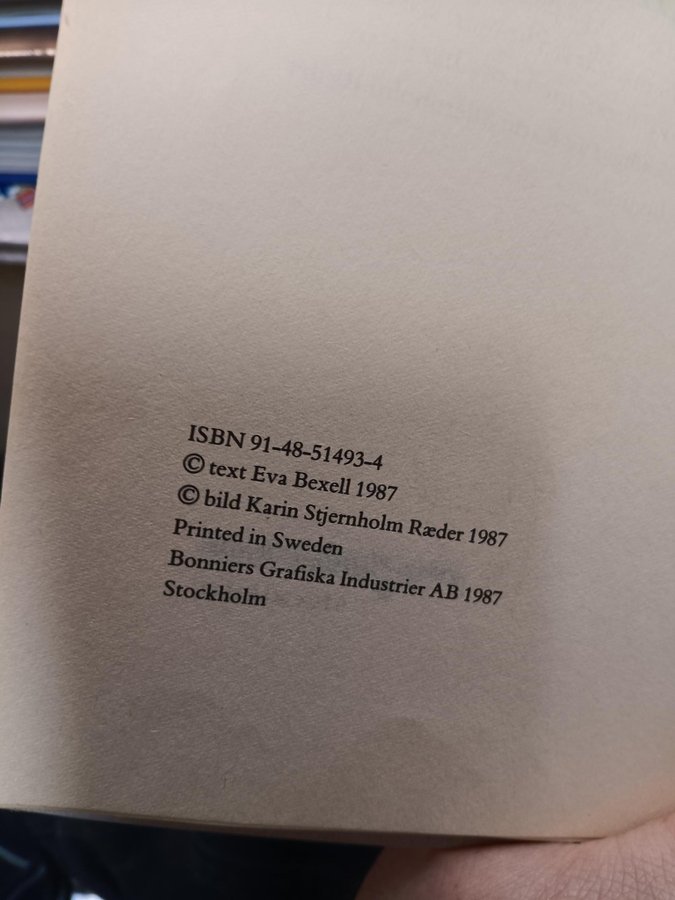 ISBN 91-48-51493-4
© text Eva Bexell 1987
© bild Karin Stjernholm Ræder 1987
Printed in Sweden
Bonniers Grafiska Industrier AB 1987
Stockholm